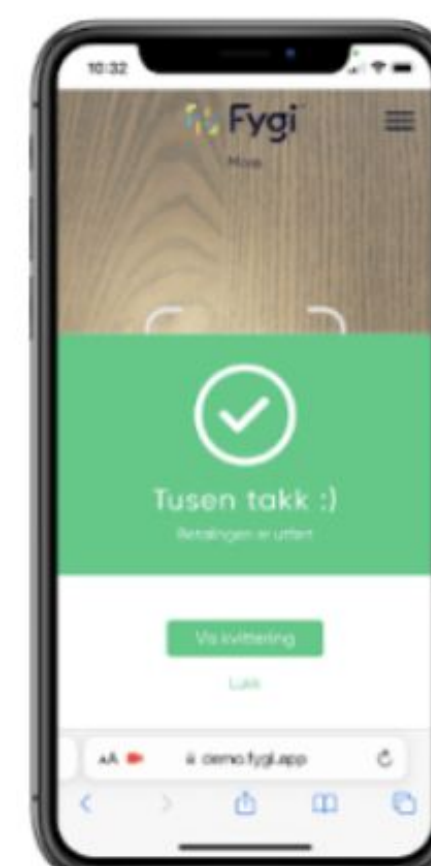 10:32
Fygi
Tusen takk :)
Betalingen er utført
Vis kvittering
Lukk
AA demo.fygi.app